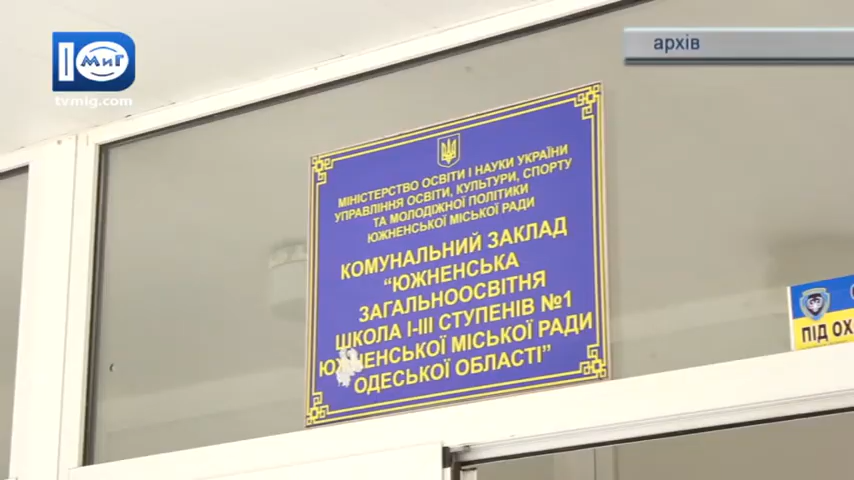 Ю МиГ
tvmig.com
архів
МІНІСТЕРСТВО ОСВІТИ І НАУКИ УКРАЇНИ
УПРАВЛІННЯ ОСВІТИ, КУЛЬТУРИ, СПОРТУ
ТА МОЛОДІЖНОЇ ПОЛІТИКИ
ЮЖНЕНСЬКОЇ МІСЬКОЇ РАДИ
КОМУНАЛЬНИЙ ЗАКЛАД
“ЮЖНЕНСЬКА
ЗАГАЛЬНООСВІТНЯ
ШКОЛА І-ІІІ СТУПЕНІВ №1
ЮЖНЕНСЬКОЇ МІСЬКОЇ РАДИ
ОДЕСЬКОЇ ОБЛАСТІ”
ПІД ОХ